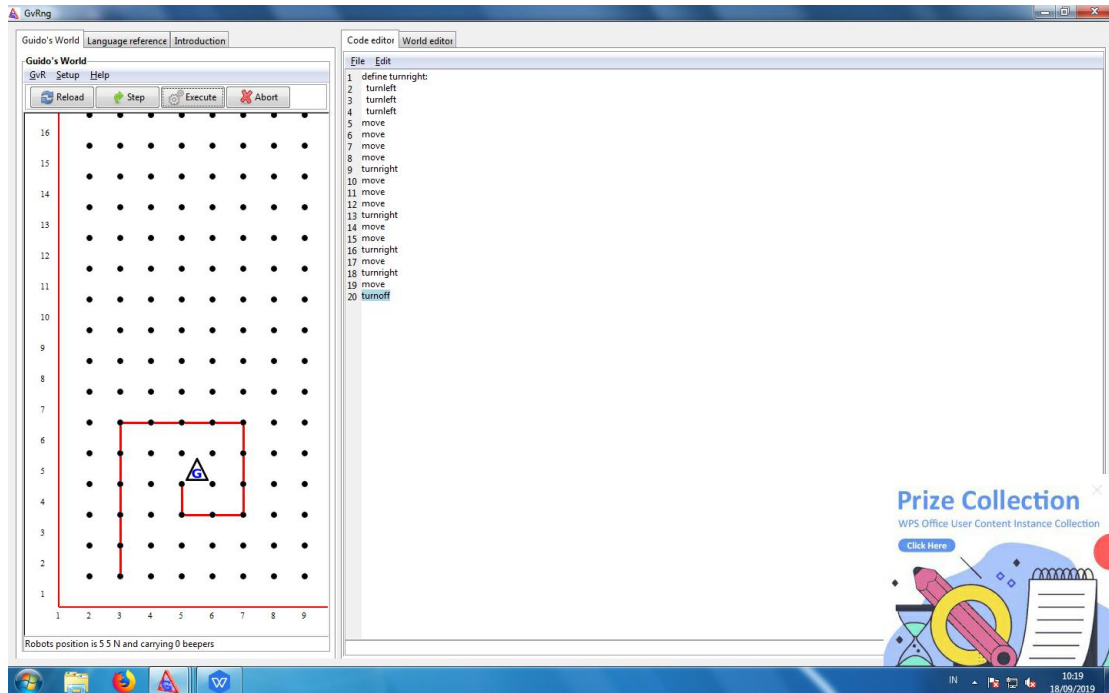 GvRng
Guido's World Language reference Introduction
Guido's World
GvR Setup Help
Reload Step Execute Abort
16
15
14
13
12
11
10
9
8
7
6
5
G
4
3
2
1
1 2 3 4 5 6 7 8 9
Robots position is 5 5 N and carrying 0 beepers
Code editor World editor
File Edit
1 define turnright:
2 turnleft
3 turnleft
4 turnleft
5 move
6 move
7 move
8 move
9 turnright
10 move
11 move
12 move
13 turnright
14 move
15 move
16 turnright
17 move
18 turnright
19 move
20 turnoff
Prize Collection
WPS Office User Content Instance Collection
Click Here
W
IN
10:19
18/09/2019